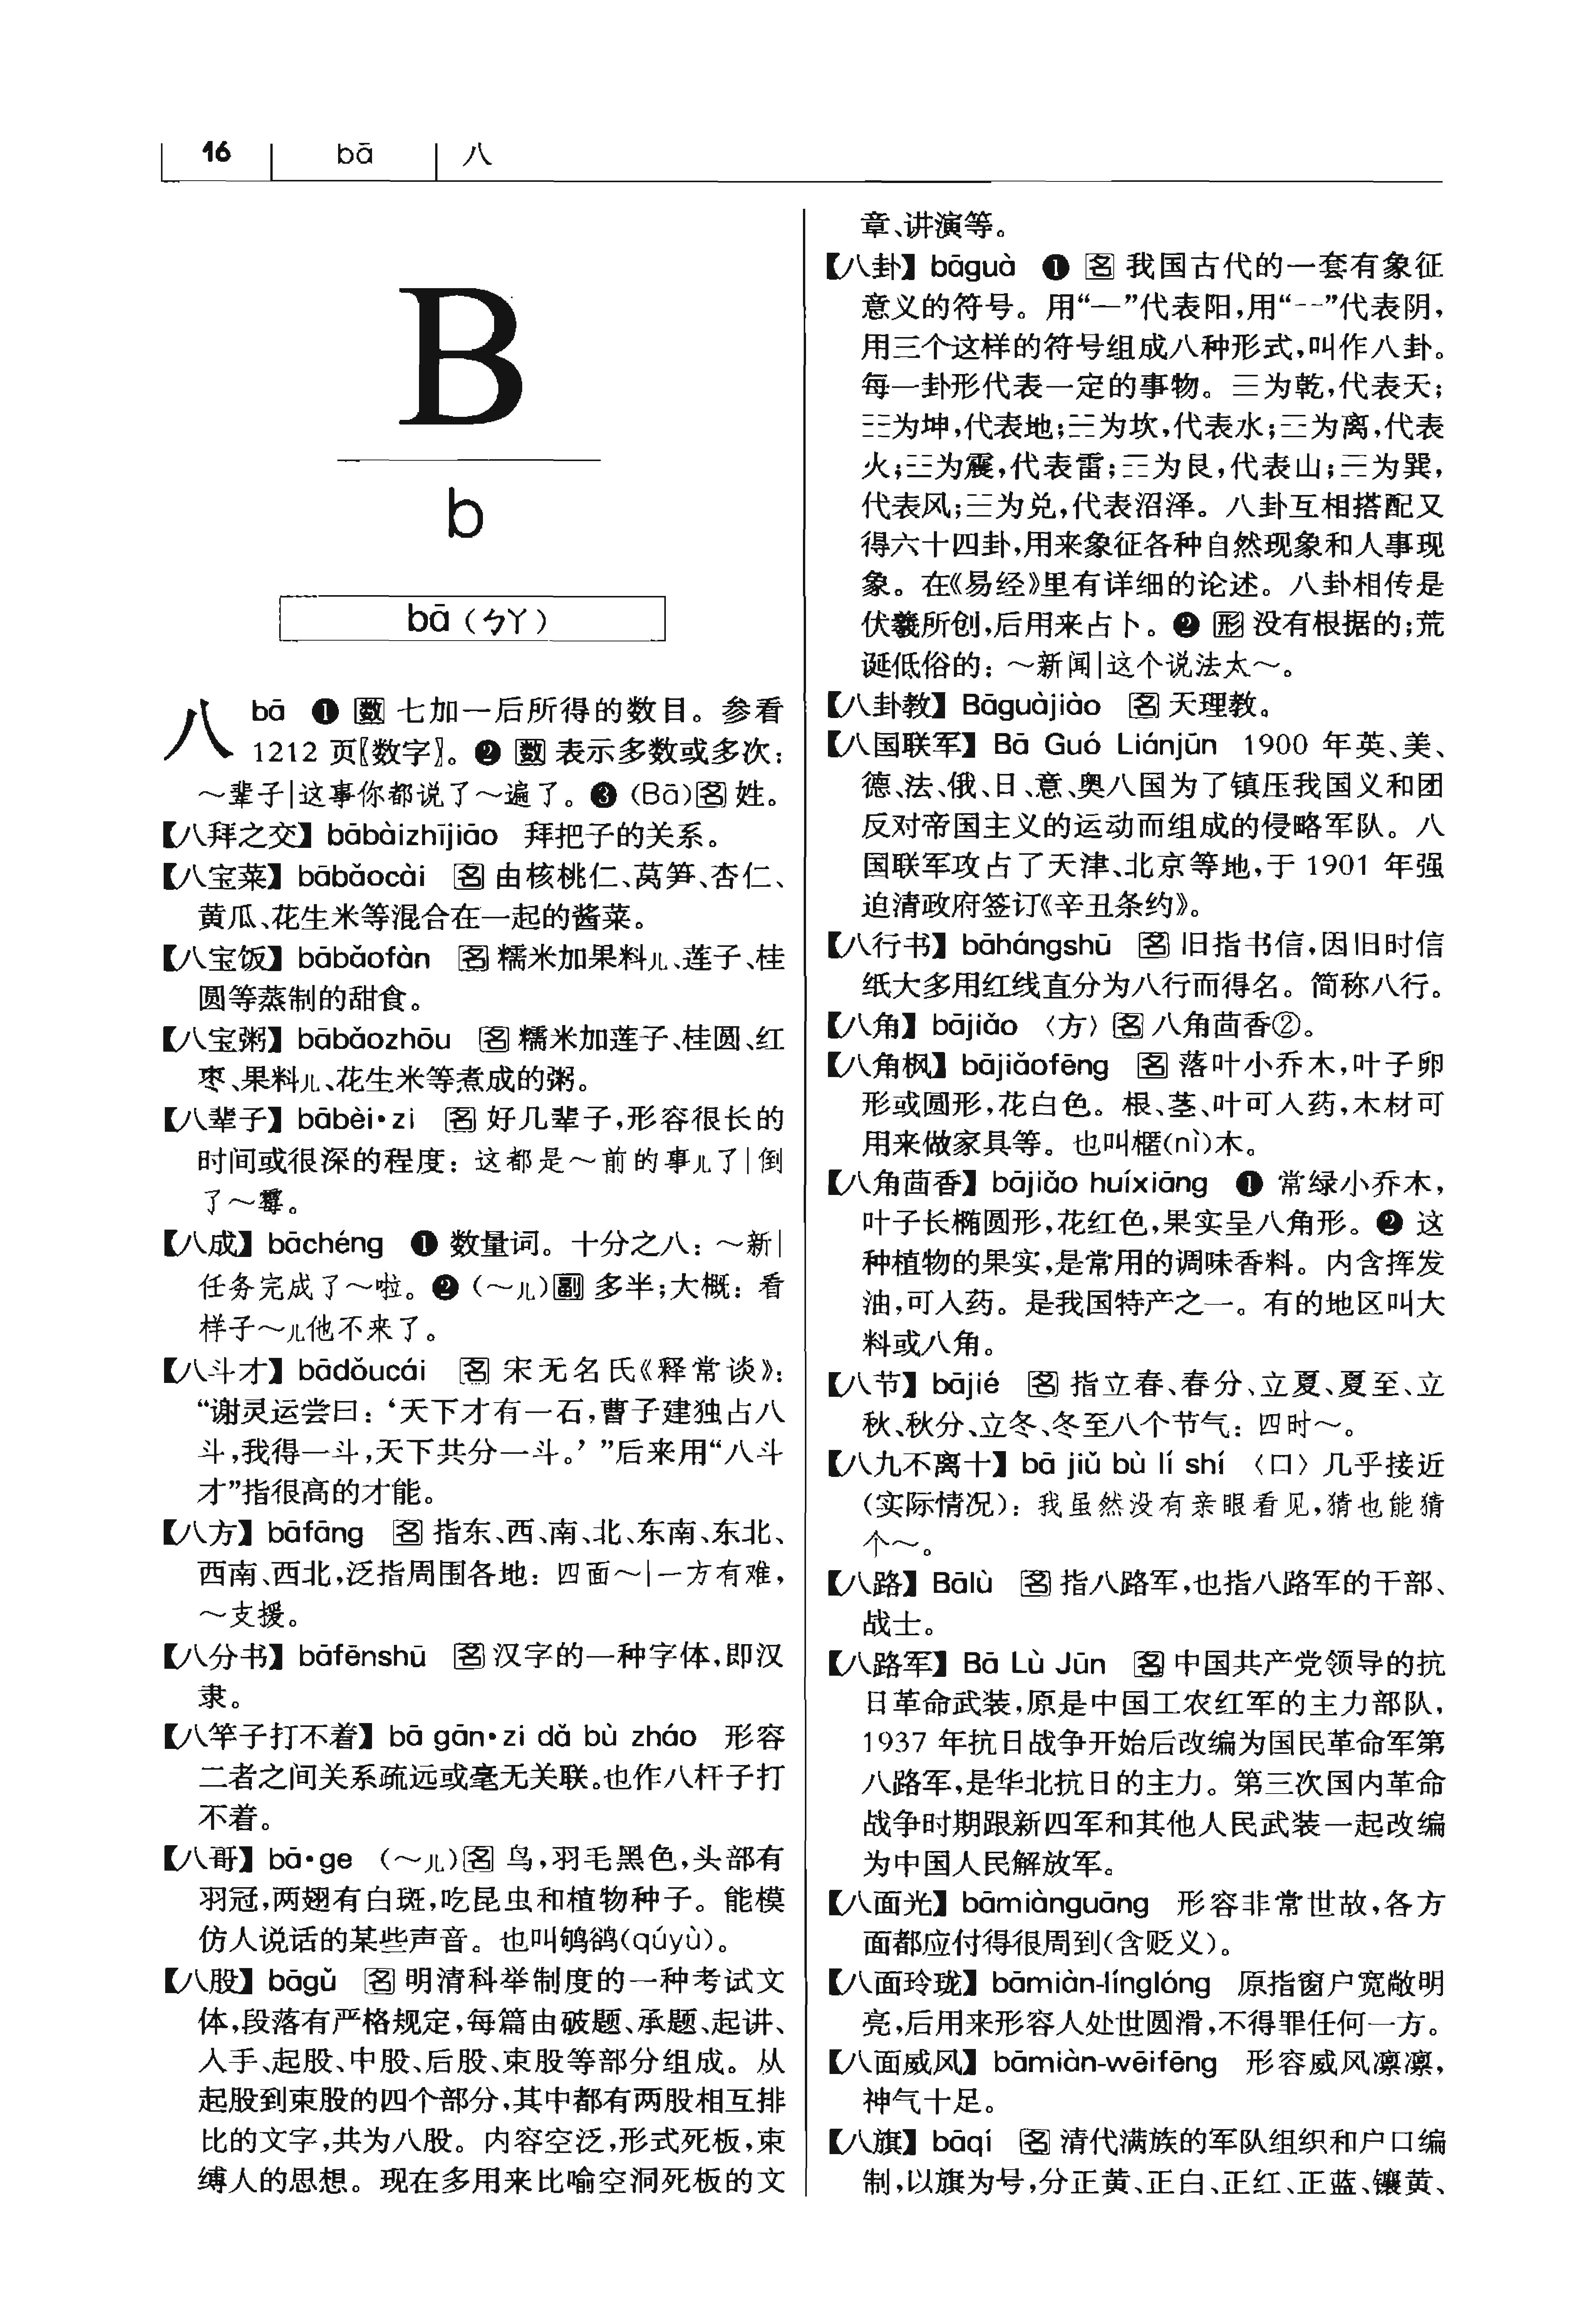 16 bā 八
B
b
bā（ㄅㄚ）
八 bā ❶ 数 七加一后所得的数目。参看
1212 页〖数字〗。❷ 数 表示多数或多次：
～辈子|这事你都说了～遍了。❸（Bā）名 姓。
【八拜之交】bābàizhījiāo 拜把子的关系。
【八宝菜】bābǎocài 名 由核桃仁、莴笋、杏仁、
黄瓜、花生米等混合在一起的酱菜。
【八宝饭】bābǎofàn 名 糯米加果料儿、莲子、桂
圆等蒸制的甜食。
【八宝粥】bābǎozhōu 名 糯米加莲子、桂圆、红
枣、果料儿、花生米等煮成的粥。
【八辈子】bābèi·zi 名 好几辈子，形容很长的
时间或很深的程度：这都是～前的事儿了|倒
了～霉。
【八成】bāchéng ❶ 数量词。十分之八：～新|
任务完成了～啦。❷（～儿）副 多半；大概：看
样子～儿他不来了。
【八斗才】bādǒucái 名 宋无名氏《释常谈》：
“谢灵运尝曰：‘天下才有一石，曹子建独占八
斗，我得一斗，天下共分一斗。’”后来用“八斗
才”指很高的才能。
【八方】bāfāng 名 指东、西、南、北、东南、东北、
西南、西北，泛指周围各地：四面～|一方有难，
～支援。
【八分书】bāfēnshū 名 汉字的一种字体，即汉
隶。
【八竿子打不着】bā gān·zi dǎ bù zháo 形容
二者之间关系疏远或毫无关联。也作八杆子打
不着。
【八哥】bā·ge （～儿）名 鸟，羽毛黑色，头部有
羽冠，两翅有白斑，吃昆虫和植物种子。能模
仿人说话的某些声音。也叫鸲鹆(qúyù)。
【八股】bāgǔ 名 明清科举制度的一种考试文
体，段落有严格规定，每篇由破题、承题、起讲、
入手、起股、中股、后股、束股等部分组成。从
起股到束股的四个部分，其中都有两股相互排
比的文字，共为八股。内容空泛，形式死板，束
缚人的思想。现在多用来比喻空洞死板的文
章、讲演等。
【八卦】bāguà ❶ 名 我国古代的一套有象征
意义的符号。用“—”代表阳，用“--”代表阴，
用三个这样的符号组成八种形式，叫作八卦。
每一卦形代表一定的事物。☰为乾，代表天；
☷为坤，代表地；☵为坎，代表水；☲为离，代表
火；☳为震，代表雷；☶为艮，代表山；☴为巽，
代表风；☱为兑，代表沼泽。八卦互相搭配又
得六十四卦，用来象征各种自然现象和人事现
象。在《易经》里有详细的论述。八卦相传是
伏羲所创，后用来占卜。❷ 形 没有根据的；荒
诞低俗的：～新闻|这个说法太～。
【八卦教】Bāguàjiào 名 天理教。
【八国联军】Bā Guó Liánjūn 1900 年英、美、
德、法、俄、日、意、奥八国为了镇压我国义和团
反对帝国主义的运动而组成的侵略军队。八
国联军攻占了天津、北京等地，于 1901 年强
迫清政府签订《辛丑条约》。
【八行书】bāhángshū 名 旧指书信，因旧时信
纸大多用红线直分为八行而得名。简称八行。
【八角】bājiǎo 〈方〉名 八角茴香②。
【八角枫】bājiǎofēng 名 落叶小乔木，叶子卵
形或圆形，花白色。根、茎、叶可入药，木材可
用来做家具等。也叫櫙(nì)木。
【八角茴香】bājiǎo huíxiāng ❶ 常绿小乔木，
叶子长椭圆形，花红色，果实呈八角形。❷ 这
种植物的果实，是常用的调味香料。内含挥发
油，可入药。是我国特产之一。有的地区叫大
料或八角。
【八节】bājié 名 指立春、春分、立夏、夏至、立
秋、秋分、立冬、冬至八个节气：四时～。
【八九不离十】bā jiǔ bù lí shí 〈口〉几乎接近
（实际情况）：我虽然没有亲眼看见，猜也能猜
个～。
【八路】Bālù 名 指八路军，也指八路军的干部、
战士。
【八路军】Bā Lù Jūn 名 中国共产党领导的抗
日革命武装，原是中国工农红军的主力部队，
1937 年抗日战争开始后改编为国民革命军第
八路军，是华北抗日的主力。第三次国内革命
战争时期跟新四军和其他人民武装一起改编
为中国人民解放军。
【八面光】bāmiànguāng 形容非常世故，各方
面都应付得很周到（含贬义）。
【八面玲珑】bāmiàn-línglóng 原指窗户宽敞明
亮，后用来形容人处世圆滑，不得罪任何一方。
【八面威风】bāmiàn-wēifēng 形容威风凛凛，
神气十足。
【八旗】bāqí 名 清代满族的军队组织和户口编
制，以旗为号，分正黄、正白、正红、正蓝、镶黄、